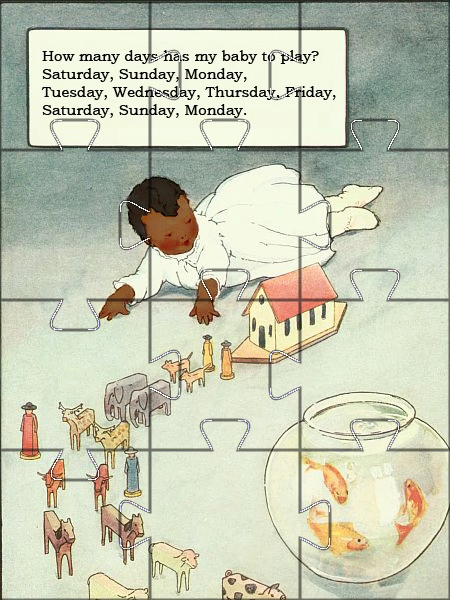 How many days has my baby to play?
Saturday, Sunday, Monday,
Tuesday, Wednesday, Thursday, Friday,
Saturday, Sunday, Monday.